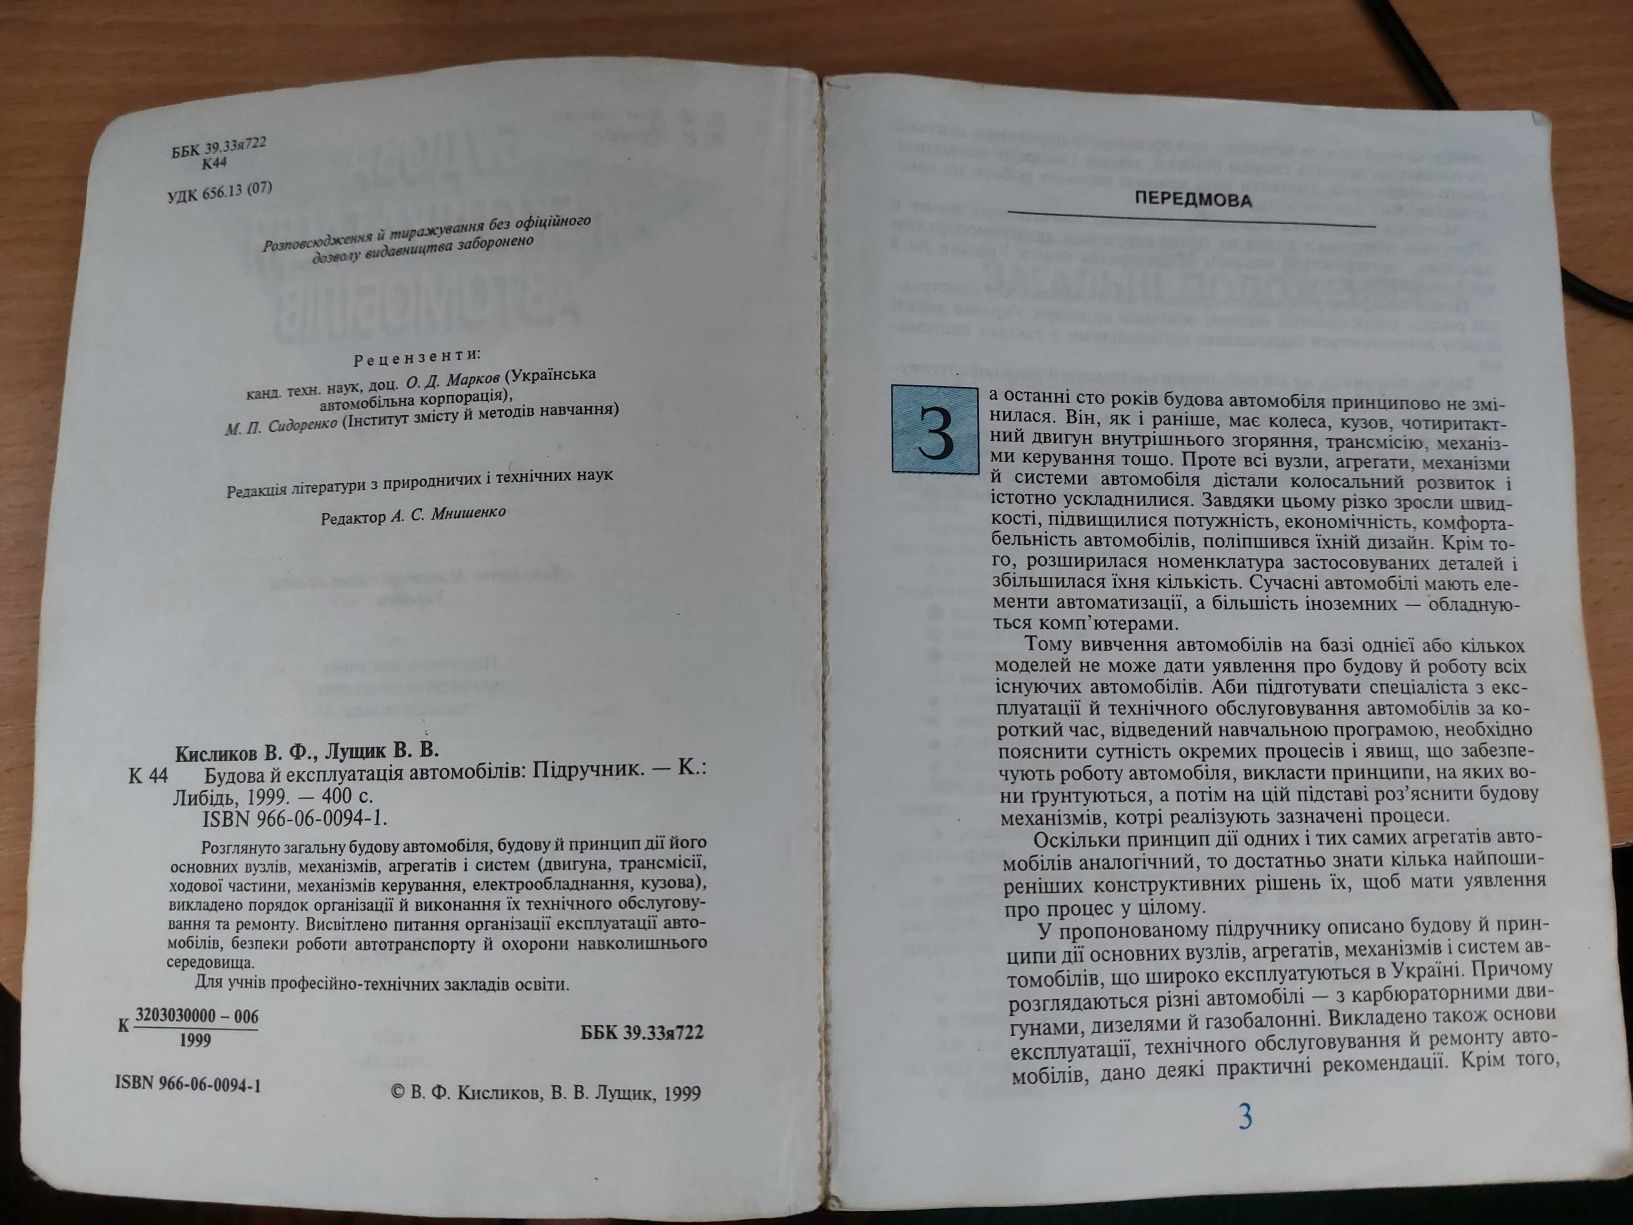 ББК 39.33я722
К44
УДК 656.13 (07)
Розповсюдження й тиражування без офіційного
дозволу видавництва заборонено
Рецензенти:
канд. техн. наук, доц. О. Д. Марков (Українська
автомобільна корпорація),
М. П. Сидоренко (Інститут змісту й методів навчання)
Редакція літератури з природничих і технічних наук
Редактор А. С. Мнишенко
Кисликов В. Ф., Лущик В. В.
К 44 Будова й експлуатація автомобілів: Підручник. — К.:
Либідь, 1999. — 400 с.
ISBN 966-06-0094-1.
Розглянуто загальну будову автомобіля, будову й принцип дії його
основних вузлів, механізмів, агрегатів і систем (двигуна, трансмісії,
ходової частини, механізмів керування, електрообладнання, кузова),
викладено порядок організації й виконання їх технічного обслугову-
вання та ремонту. Висвітлено питання організації експлуатації авто-
мобілів, безпеки роботи автотранспорту й охорони навколишнього
середовища.
Для учнів професійно-технічних закладів освіти.
К 3203030000 – 006
1999
ББК 39.33я722
ISBN 966-06-0094-1
© В. Ф. Кисликов, В. В. Лущик, 1999
ПЕРЕДМОВА
За останні сто років будова автомобіля принципово не змі-
нилася. Він, як і раніше, має колеса, кузов, чотиритакт-
ний двигун внутрішнього згоряння, трансмісію, механіз-
ми керування тощо. Проте всі вузли, агрегати, механізми
й системи автомобіля дістали колосальний розвиток і
істотно ускладнилися. Завдяки цьому різко зросли швид-
кості, підвищилися потужність, економічність, комфорта-
бельність автомобілів, поліпшився їхній дизайн. Крім то-
го, розширилася номенклатура застосовуваних деталей і
збільшилася їхня кількість. Сучасні автомобілі мають еле-
менти автоматизації, а більшість іноземних — обладную-
ться комп’ютерами.
Тому вивчення автомобілів на базі однієї або кількох
моделей не може дати уявлення про будову й роботу всіх
існуючих автомобілів. Аби підготувати спеціаліста з екс-
плуатації й технічного обслуговування автомобілів за ко-
роткий час, відведений навчальною програмою, необхідно
пояснити сутність окремих процесів і явищ, що забезпе-
чують роботу автомобіля, викласти принципи, на яких во-
ни ґрунтуються, а потім на цій підставі роз’яснити будову
механізмів, котрі реалізують зазначені процеси.
Оскільки принцип дії одних і тих самих агрегатів авто-
мобілів аналогічний, то достатньо знати кілька найпоши-
реніших конструктивних рішень їх, щоб мати уявлення
про процес у цілому.
У пропонованому підручнику описано будову й прин-
ципи дії основних вузлів, агрегатів, механізмів і систем ав-
томобілів, що широко експлуатуються в Україні. Причому
розглядаються різні автомобілі — з карбюраторними дви-
гунами, дизелями й газобалонні. Викладено також основи
експлуатації, технічного обслуговування й ремонту авто-
мобілів, дано деякі практичні рекомендації. Крім того,
3